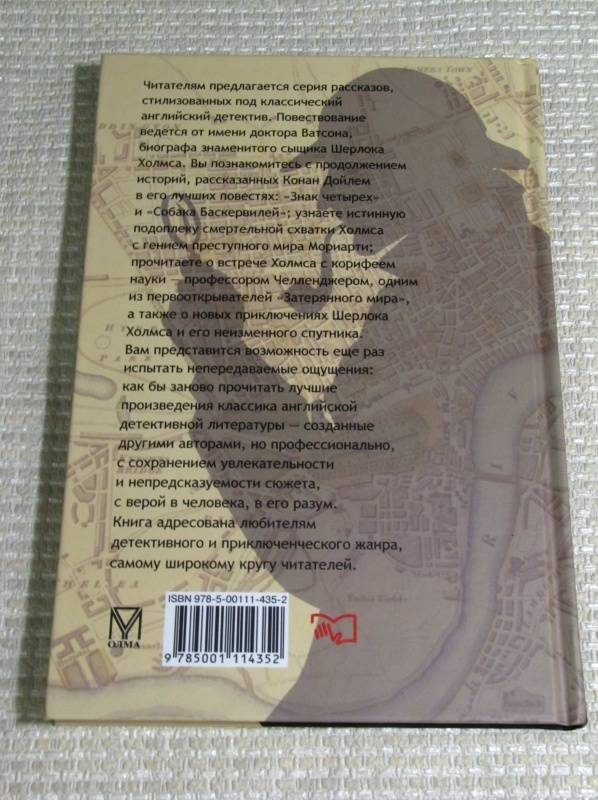 Читателям предлагается серия рассказов,
стилизованных под классический
английский детектив. Повествование
ведется от имени доктора Ватсона,
биографа знаменитого сыщика Шерлока
Холмса. Вы познакомитесь с продолжением
историй, рассказанных Конан Дойлем
в его лучших повестях: «Знак четырех»
и «Собака Баскервилей»; узнаете истинную
подоплеку смертельной схватки Холмса
с гением преступного мира Мориарти;
прочитаете о встрече Холмса с корифеем
науки – профессором Челленджером, одним
из первооткрывателей «Затерянного мира»,
а также о новых приключениях Шерлока
Холмса и его неизменного спутника.
Вам представится возможность еще раз
испытать непередаваемые ощущения:
как бы заново прочитать лучшие
произведения классика английской
детективной литературы – созданные
другими авторами, но профессионально,
с сохранением увлекательности
и непредсказуемости сюжета,
с верой в человека, в его разум.
Книга адресована любителям
детективного и приключенческого жанра,
самому широкому кругу читателей.
ISBN 978-5-00111-435-2
ОЛМА
9 785001 114352